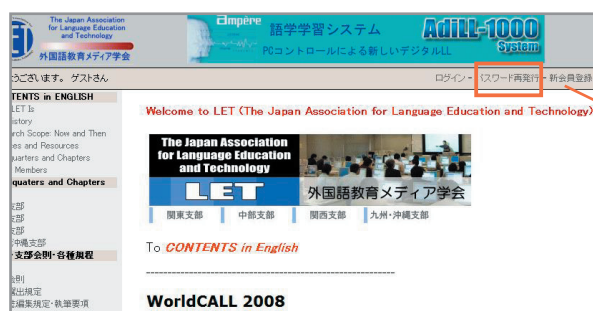 The Japan Association
for Language Education
and Technology
外国語教育メディア学会
ampère
語学学習システム
PCコントロールによる新しいデジタルLL
AdiLL-1000
System
うございます。 ゲストさん
ログイン - パスワード再発行 - 新会員登録
TENTS in ENGLISH
LET Is
story
rch Scope: Now and Then
es and Resources
uarters and Chapters
Members
quaters and Chapters
支部
支部
支部
沖縄支部
支部会則・各種規程
会則
選出規定
編集規定・執筆要項
Welcome to LET (The Japan Association for Language Education and Technology)
The Japan Association
for Language Education
and Technology
LET
外国語教育メディア学会
関東支部
中部支部
関西支部
九州・沖縄支部
To CONTENTS in English
WorldCALL 2008